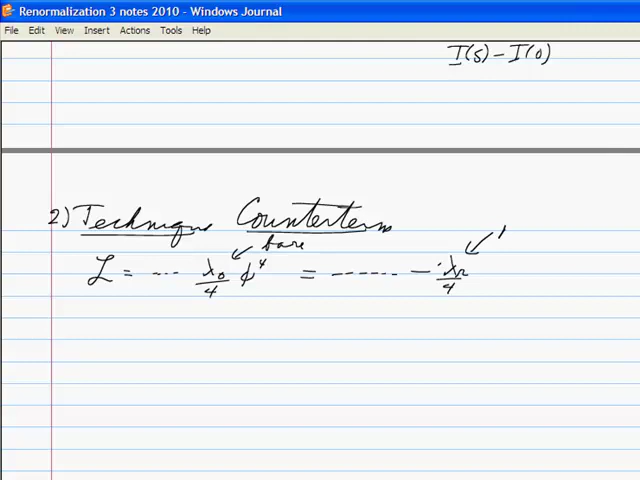 Renormalization 3 notes 2010 - Windows Journal
File Edit View Insert Actions Tools Help
I(s) - I(0)
2) Technique Counterterm
bare
L = ... λ₀/4 φ⁴ = ------ - λᵣ/4